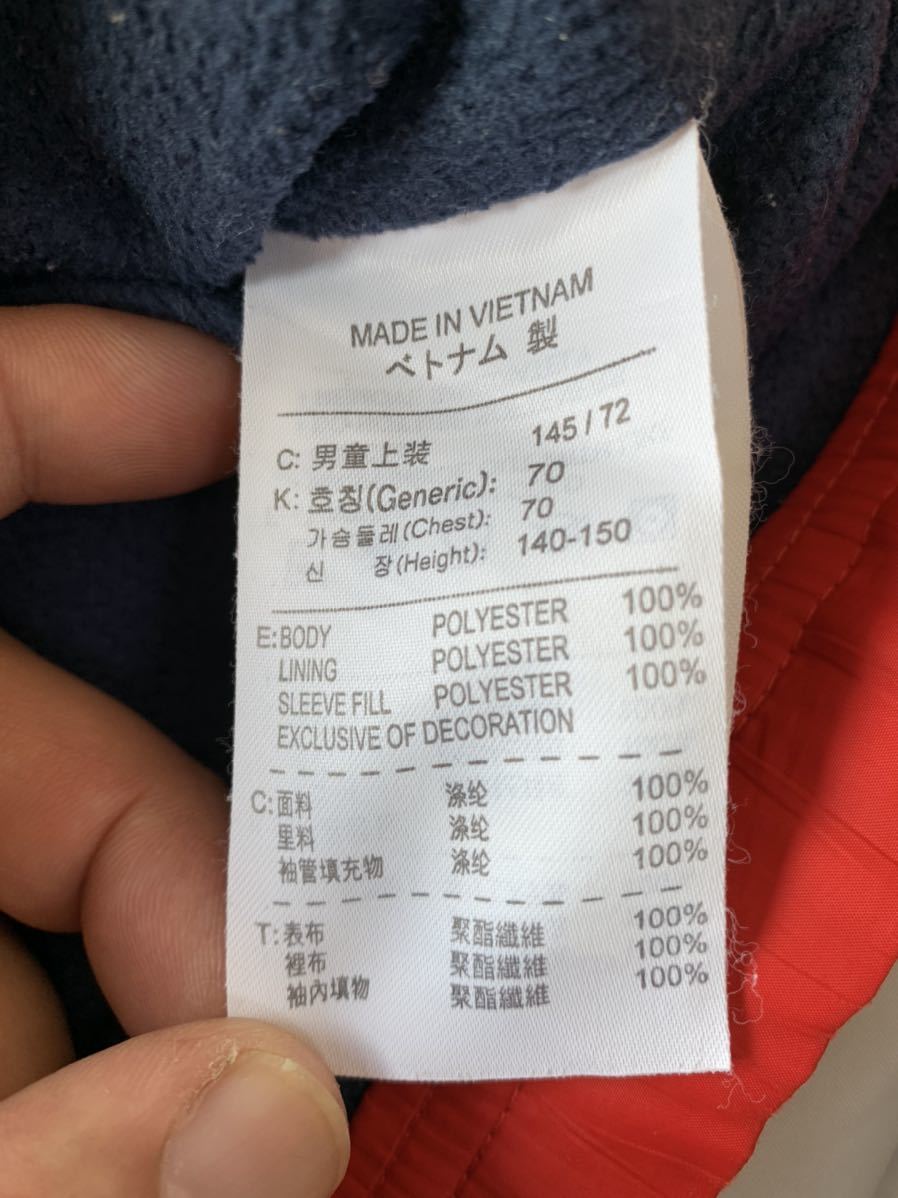 MADE IN VIETNAM
ベトナム 製
C: 男童上装 145 / 72
K: 호칭(Generic): 70
가슴둘레(Chest): 70
신 장(Height): 140-150
E: BODY POLYESTER 100%
LINING POLYESTER 100%
SLEEVE FILL POLYESTER 100%
EXCLUSIVE OF DECORATION
C: 面料 涤纶 100%
里料 涤纶 100%
袖管填充物 涤纶 100%
T: 表布 聚酯纖維 100%
裡布 聚酯纖維 100%
袖內填物 聚酯纖維 100%